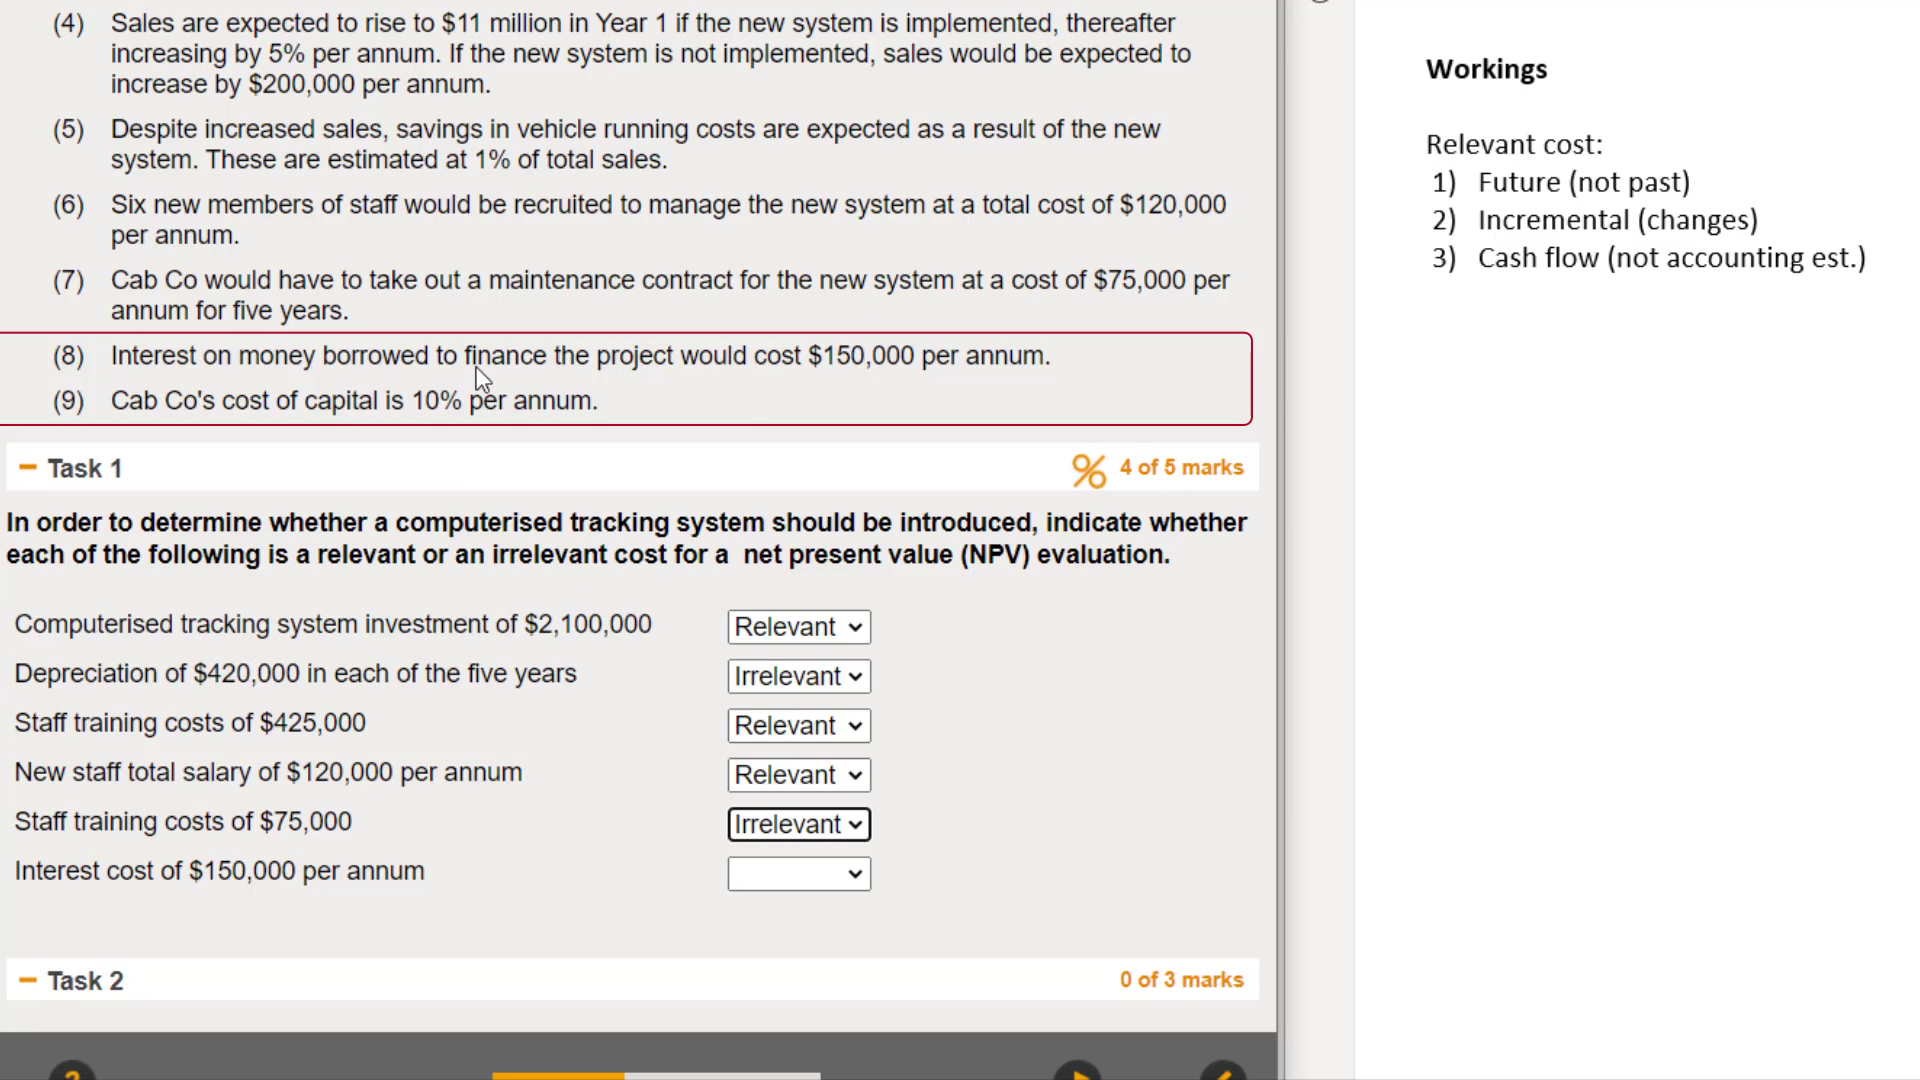 (4) Sales are expected to rise to $11 million in Year 1 if the new system is implemented, thereafter
increasing by 5% per annum. If the new system is not implemented, sales would be expected to
increase by $200,000 per annum.
(5) Despite increased sales, savings in vehicle running costs are expected as a result of the new
system. These are estimated at 1% of total sales.
(6) Six new members of staff would be recruited to manage the new system at a total cost of $120,000
per annum.
(7) Cab Co would have to take out a maintenance contract for the new system at a cost of $75,000 per
annum for five years.
(8) Interest on money borrowed to finance the project would cost $150,000 per annum.
(9) Cab Co's cost of capital is 10% per annum.
Task 1
% 4 of 5 marks
In order to determine whether a computerised tracking system should be introduced, indicate whether
each of the following is a relevant or an irrelevant cost for a net present value (NPV) evaluation.
Computerised tracking system investment of $2,100,000 Relevant
Depreciation of $420,000 in each of the five years Irrelevant
Staff training costs of $425,000 Relevant
New staff total salary of $120,000 per annum Relevant
Staff training costs of $75,000 Irrelevant
Interest cost of $150,000 per annum
Task 2
0 of 3 marks
Workings
Relevant cost:
1) Future (not past)
2) Incremental (changes)
3) Cash flow (not accounting est.)